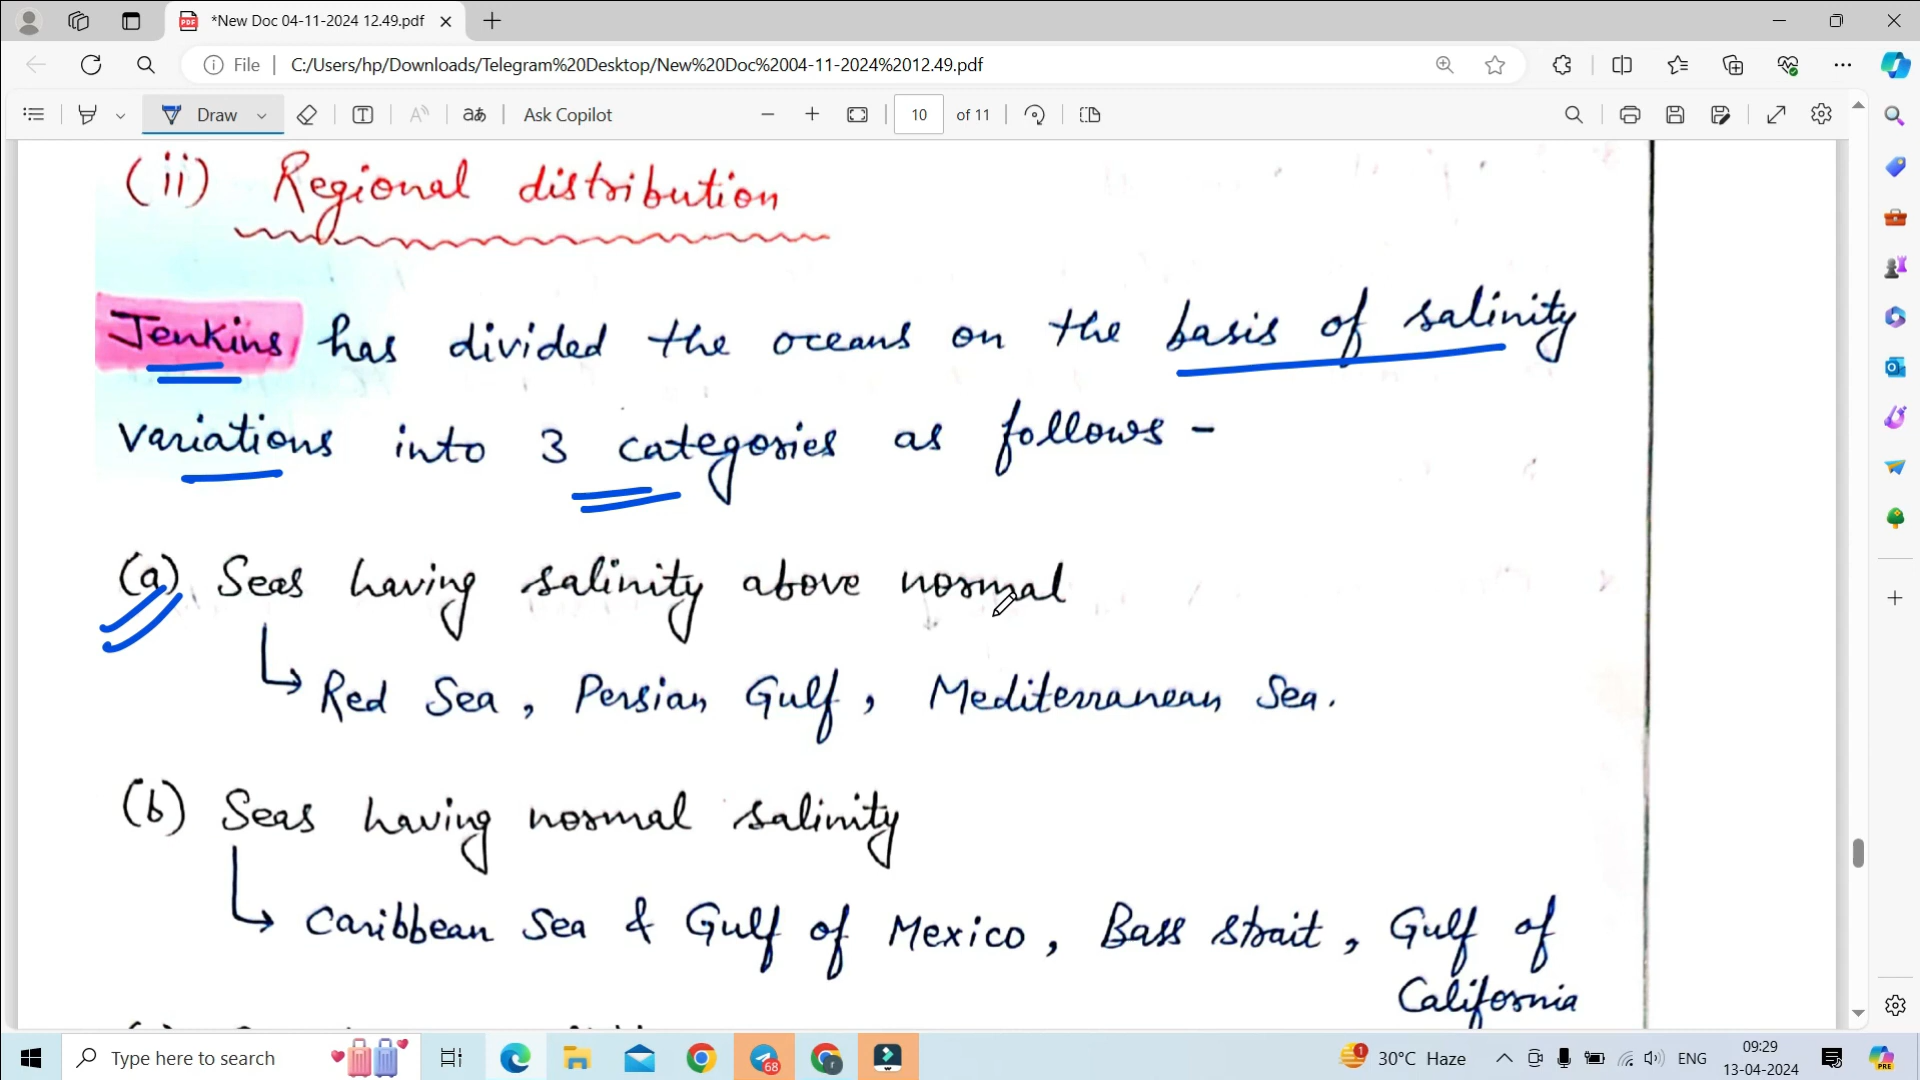 *New Doc 04-11-2024 12.49.pdf
File | C:/Users/hp/Downloads/Telegram%20Desktop/New%20Doc%2004-11-2024%2012.49.pdf
Draw
Ask Copilot
10 of 11
(ii) Regional distribution
Jenkins has divided the oceans on the basis of salinity
variations into 3 categories as follows -
(a) Seas having salinity above normal
Red Sea, Persian Gulf, Mediterranean Sea.
(b) Seas having normal salinity
Caribbean Sea & Gulf of Mexico, Bass strait, Gulf of
California
Type here to search
68
1
30°C Haze
ENG
09:29
13-04-2024
PRE